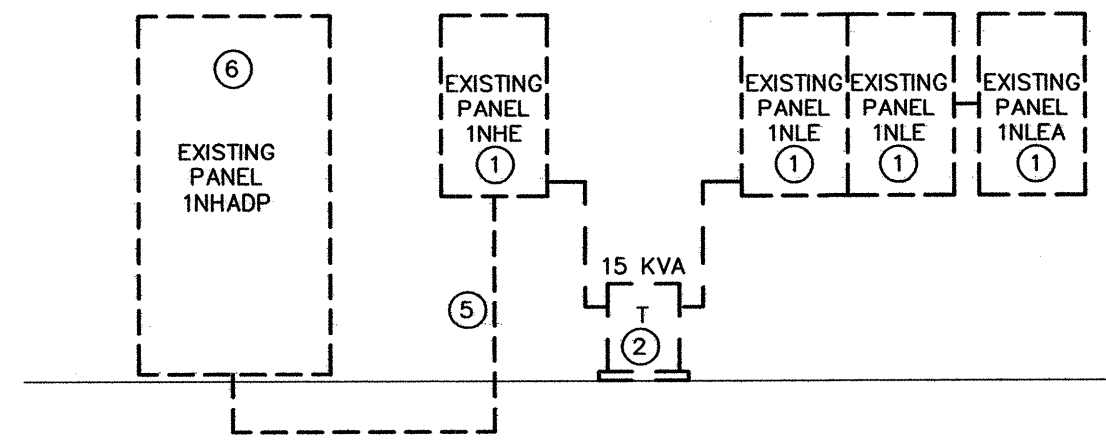 6
EXISTING
PANEL
1NHADP
EXISTING
PANEL
1NHE
1
EXISTING
PANEL
1NLE
1
EXISTING
PANEL
1NLE
1
EXISTING
PANEL
1NLEA
1
5
15 KVA
T
2